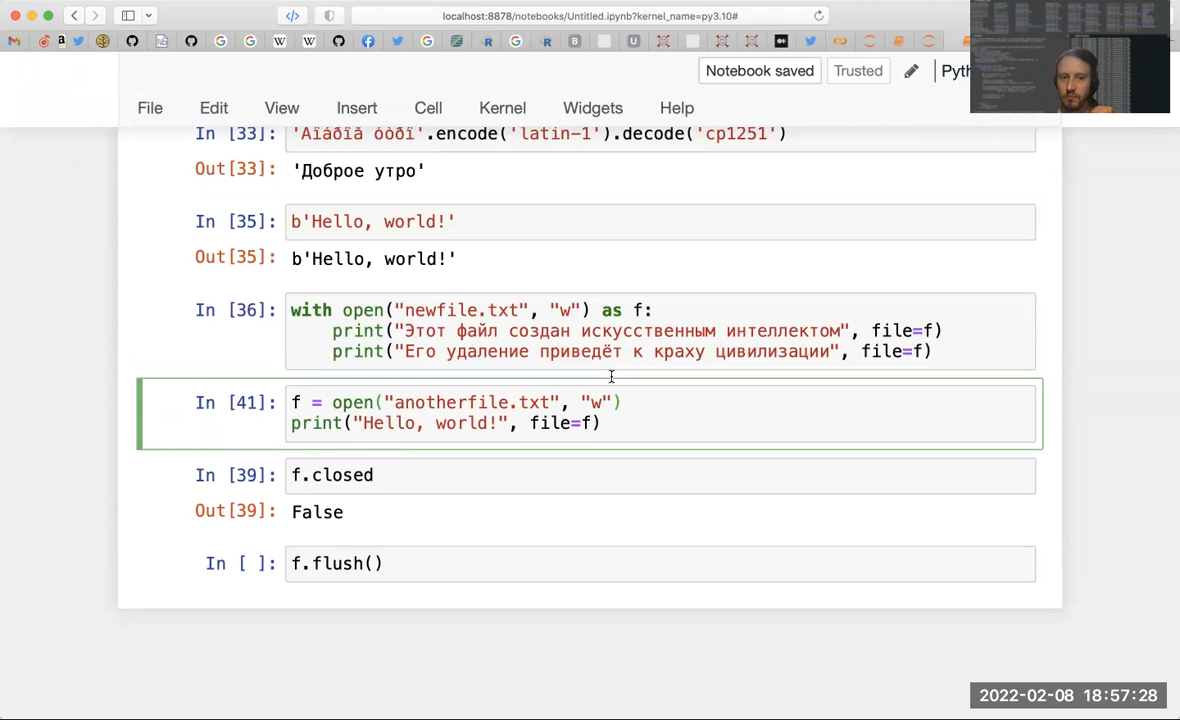 localhost:8878/notebooks/Untitled.ipynb?kernel_name=py3.10#
Notebook saved
Trusted
Pyth
File Edit View Insert Cell Kernel Widgets Help
In [33]: 'Äîáðîå óòðî'.encode('latin-1').decode('cp1251')
Out[33]: 'Доброе утро'
In [35]: b'Hello, world!'
Out[35]: b'Hello, world!'
In [36]: with open("newfile.txt", "w") as f:
print("Этот файл создан искусственным интеллектом", file=f)
print("Его удаление приведёт к краху цивилизации", file=f)
In [41]: f = open("anotherfile.txt", "w")
print("Hello, world!", file=f)
In [39]: f.closed
Out[39]: False
In [ ]: f.flush()
2022-02-08 18:57:28